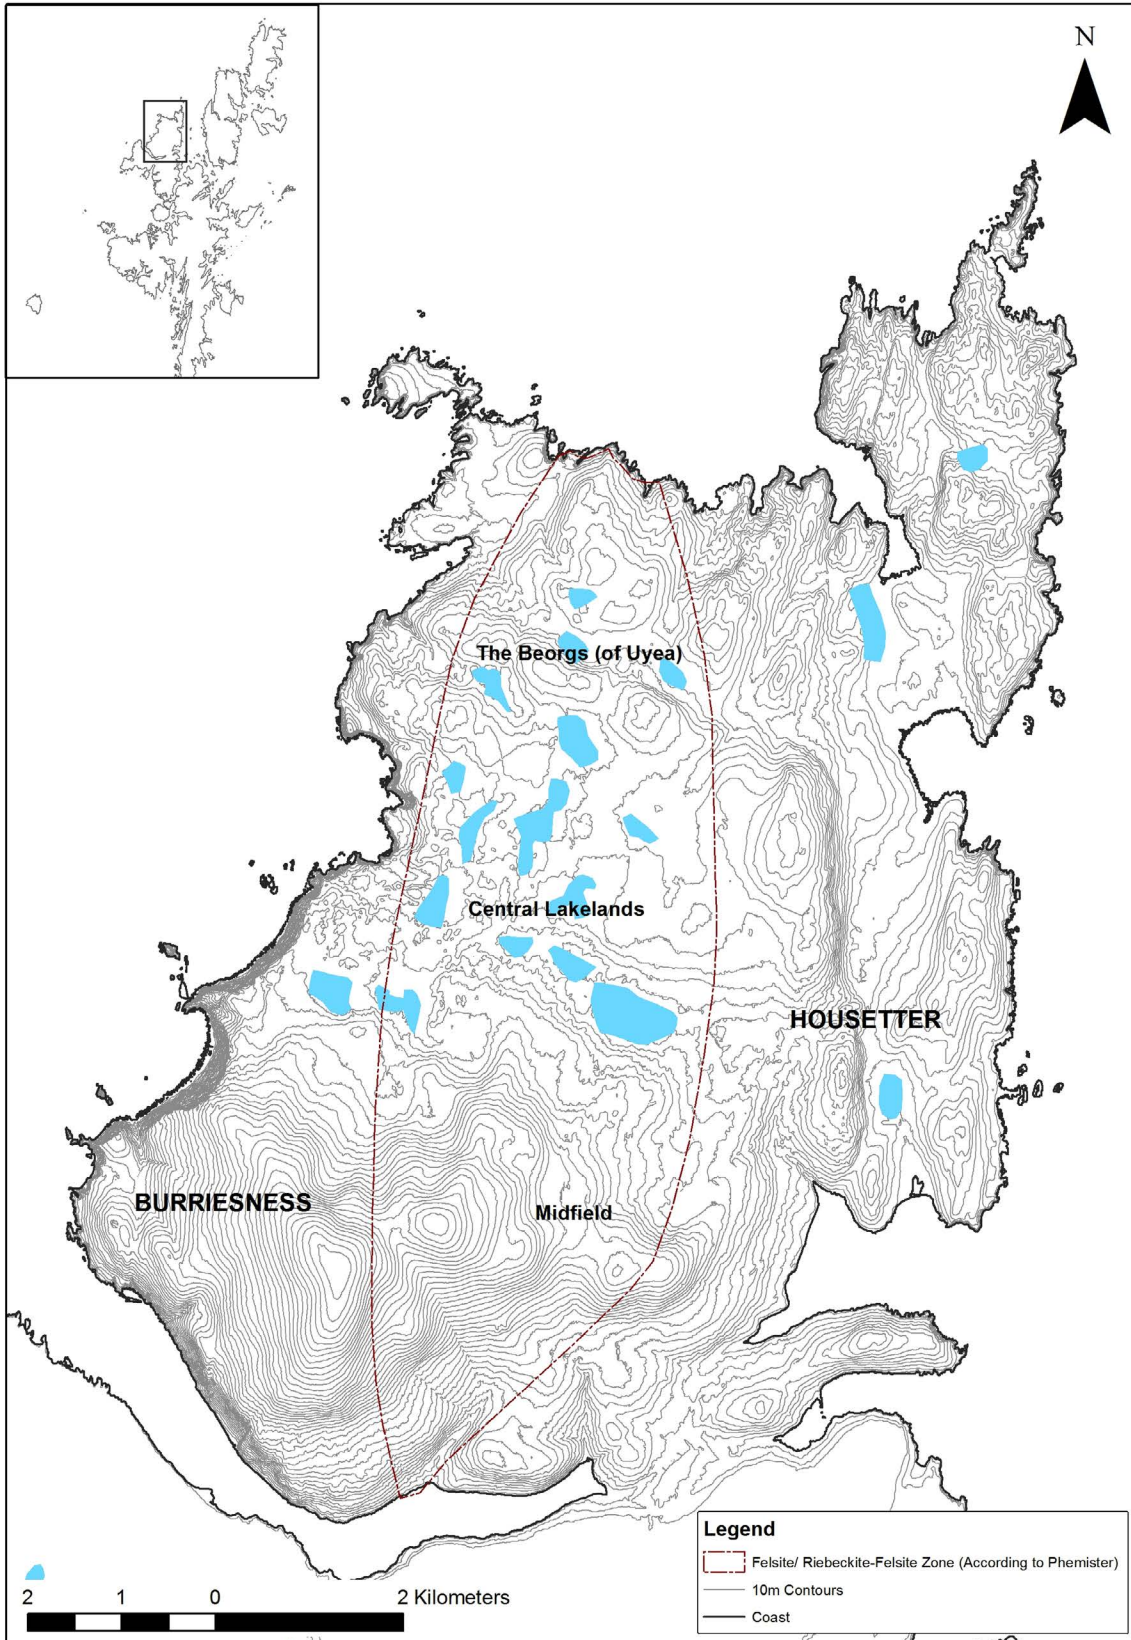 N
The Beorgs (of Uyea)
Central Lakelands
HOUSETTER
BURRIESNESS
Midfield
Legend
Felsite/ Riebeckite-Felsite Zone (According to Phemister)
10m Contours
Coast
2 1 0 2 Kilometers